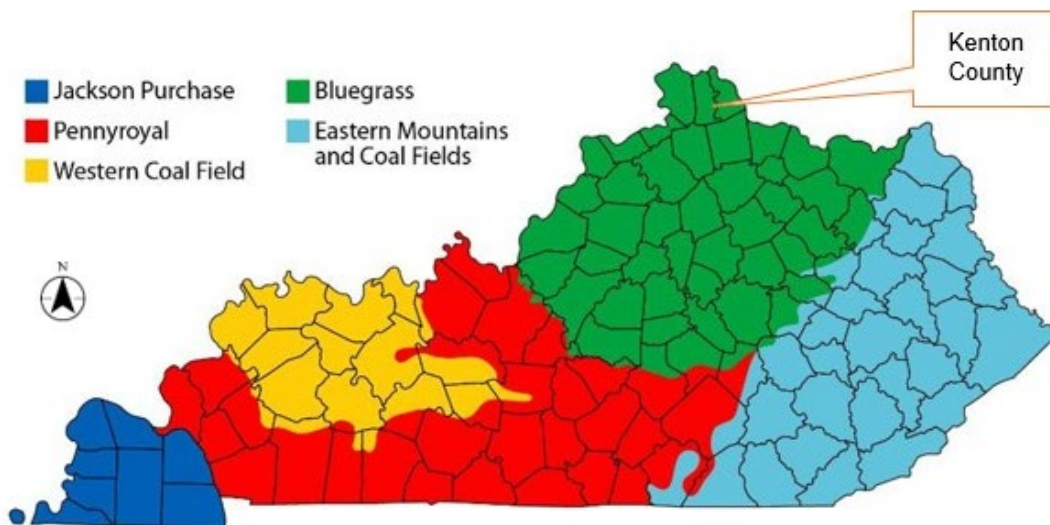 Kenton
County
Jackson Purchase
Bluegrass
Pennyroyal
Eastern Mountains
and Coal Fields
Western Coal Field
N